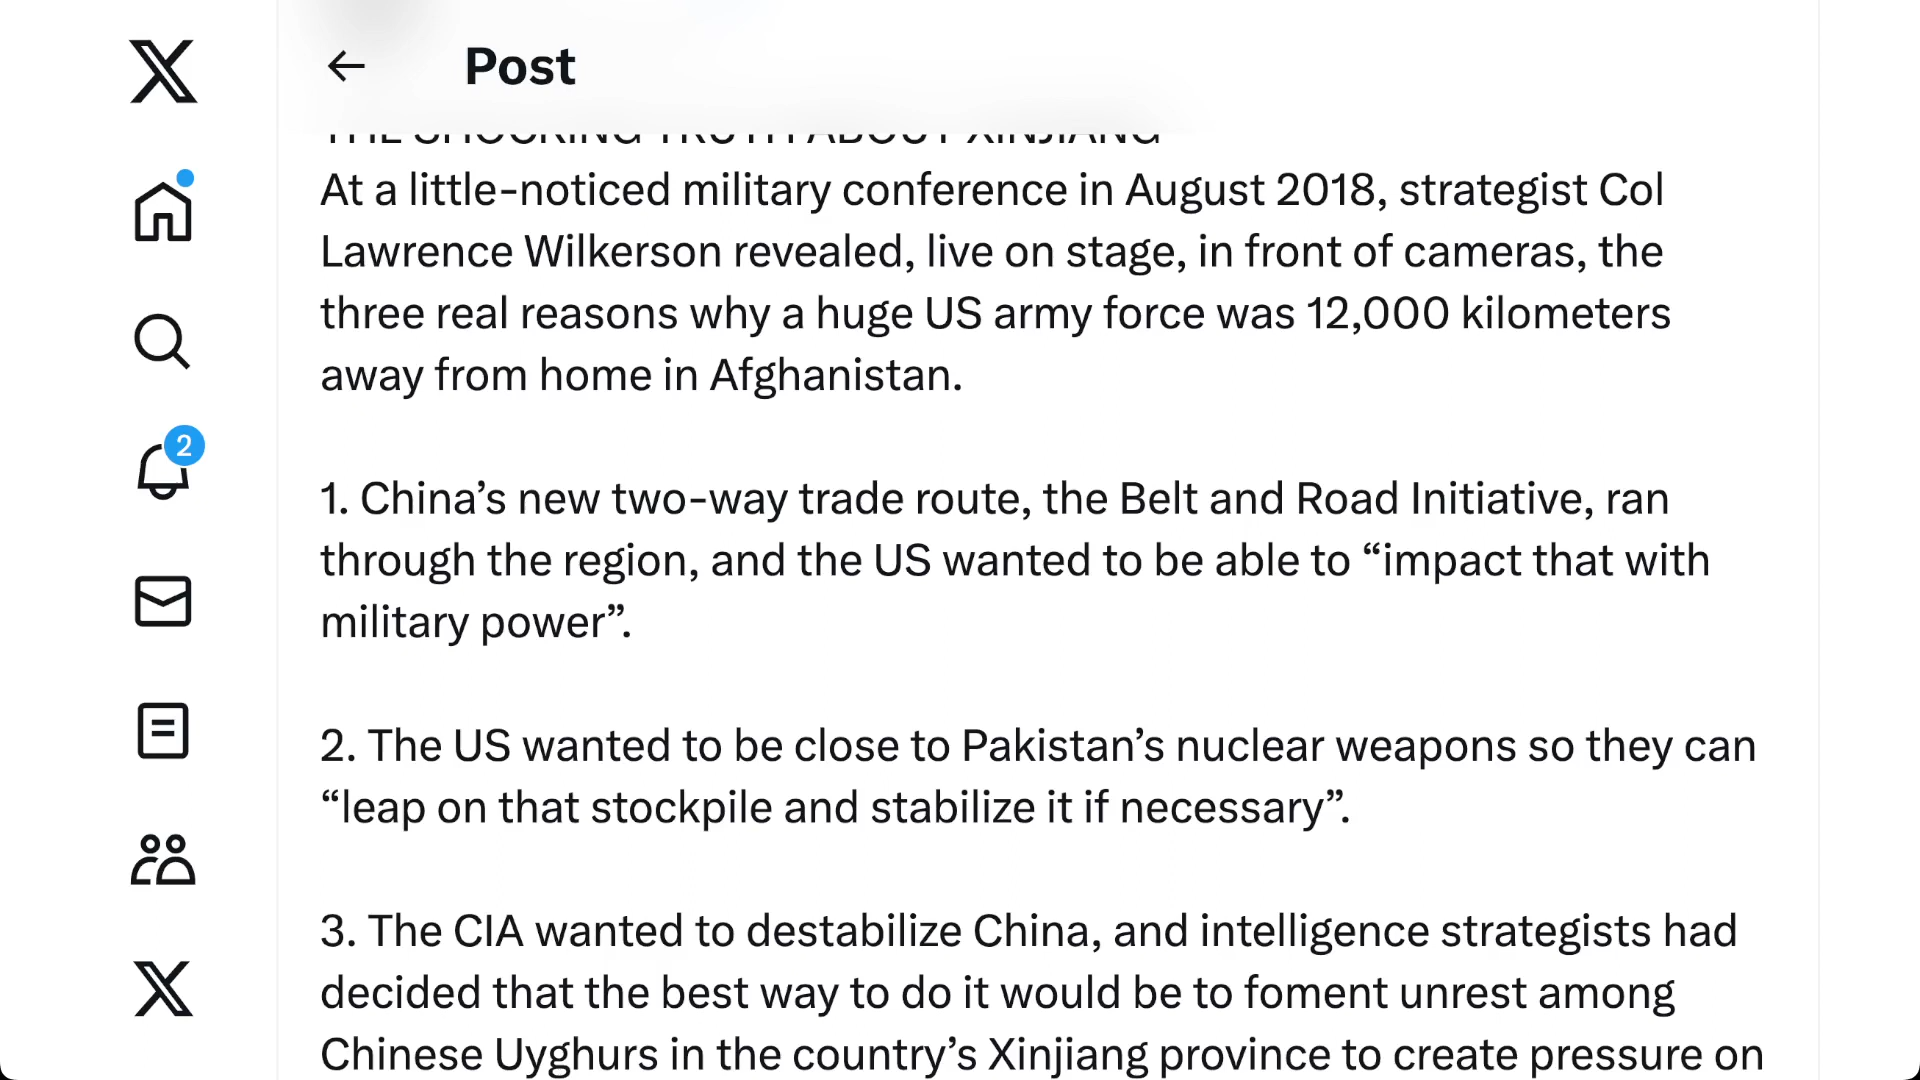 Post
THE SHOCKING TRUTH ABOUT XINJIANG
At a little-noticed military conference in August 2018, strategist Col
Lawrence Wilkerson revealed, live on stage, in front of cameras, the
three real reasons why a huge US army force was 12,000 kilometers
away from home in Afghanistan.
1. China’s new two-way trade route, the Belt and Road Initiative, ran
through the region, and the US wanted to be able to “impact that with
military power”.
2. The US wanted to be close to Pakistan’s nuclear weapons so they can
“leap on that stockpile and stabilize it if necessary”.
3. The CIA wanted to destabilize China, and intelligence strategists had
decided that the best way to do it would be to foment unrest among
Chinese Uyghurs in the country’s Xinjiang province to create pressure on
2